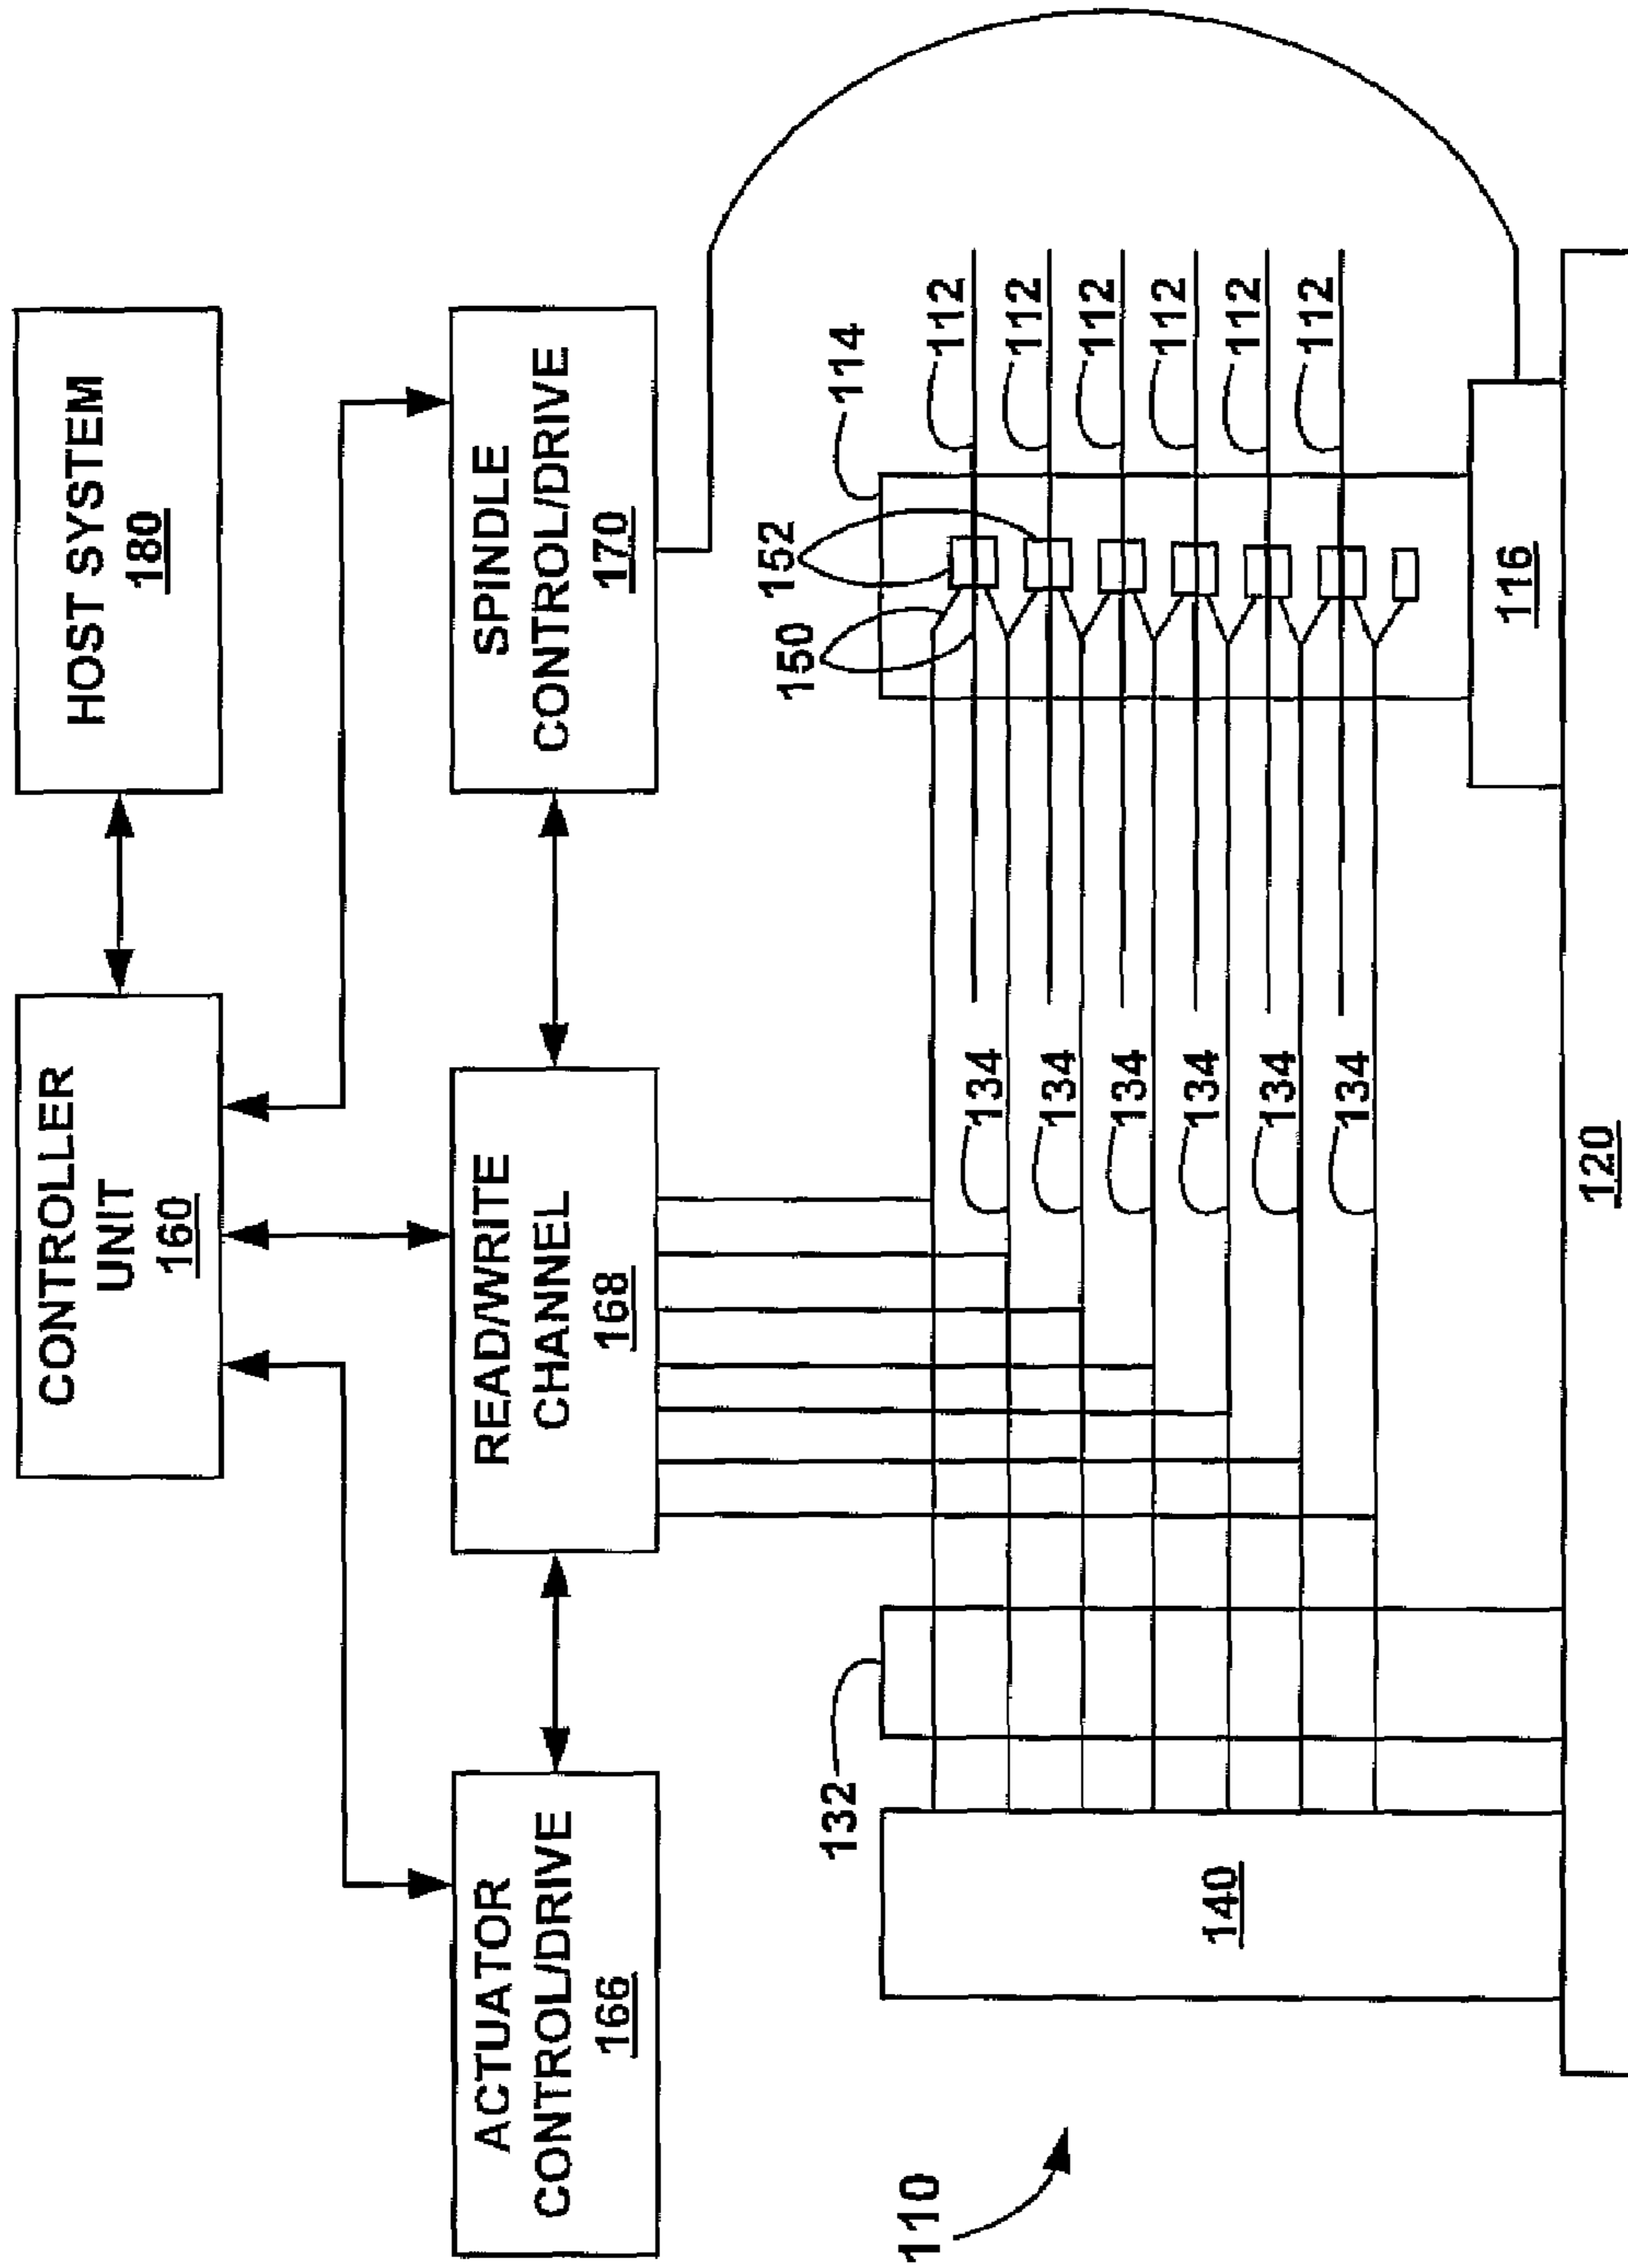 HOST SYSTEM
180
CONTROLLER
UNIT
160
SPINDLE
CONTROL/DRIVE
170
READ/WRITE
CHANNEL
168
ACTUATOR
CONTROL/DRIVE
166
110
132
140
134
134
134
134
134
134
150
152
114
112
112
112
112
112
112
116
120